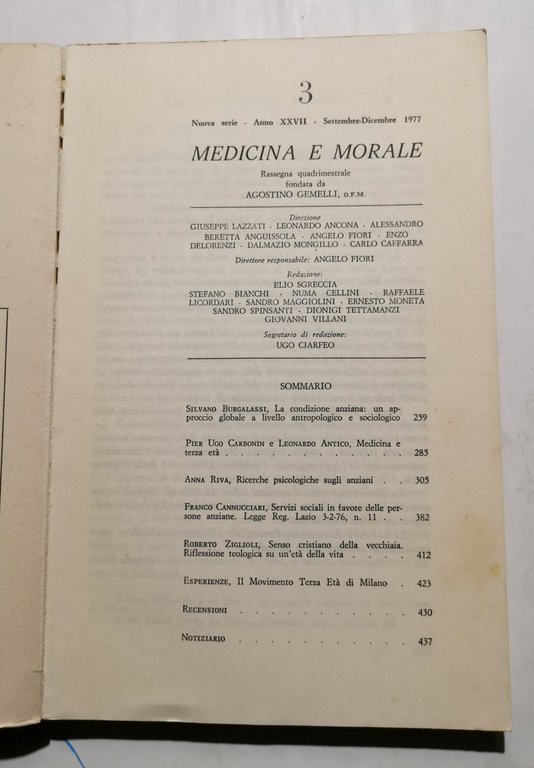 3
Nuova serie - Anno XXVII - Settembre-Dicembre 1977
MEDICINA E MORALE
Rassegna quadrimestrale
fondata da
AGOSTINO GEMELLI, O.F.M.
Direzione
GIUSEPPE LAZZATI · LEONARDO ANCONA · ALESSANDRO
BERETTA ANGUISSOLA · ANGELO FIORI · ENZO
DELORENZI · DALMAZIO MONGILLO · CARLO CAFFARRA
Direttore responsabile: ANGELO FIORI
Redazione:
ELIO SGRECCIA
STEFANO BIANCHI · NUMA CELLINI · RAFFAELE
LICORDARI · SANDRO MAGGIOLINI · ERNESTO MONETA
SANDRO SPINSANTI · DIONIGI TETTAMANZI
GIOVANNI VILLANI
Segretario di redazione:
UGO CIARFEO
SOMMARIO
SILVANO BURGALASSI, La condizione anziana: un ap-
proccio globale a livello antropologico e sociologico 259
PIER UGO CARBONIN e LEONARDO ANTICO, Medicina e
terza età . . . . . . . . . . . 285
ANNA RIVA, Ricerche psicologiche sugli anziani . . 305
FRANCO CANNUCCIARI, Servizi sociali in favore delle per-
sone anziane. Legge Reg. Lazio 3-2-76, n. 11 . . 382
ROBERTO ZIGLIOLI, Senso cristiano della vecchiaia.
Riflessione teologica su un'età della vita . . . . 412
ESPERIENZE, Il Movimento Terza Età di Milano . 423
RECENSIONI . . . . . . . . . . 430
NOTIZIARIO . . . . . . . . . . 437